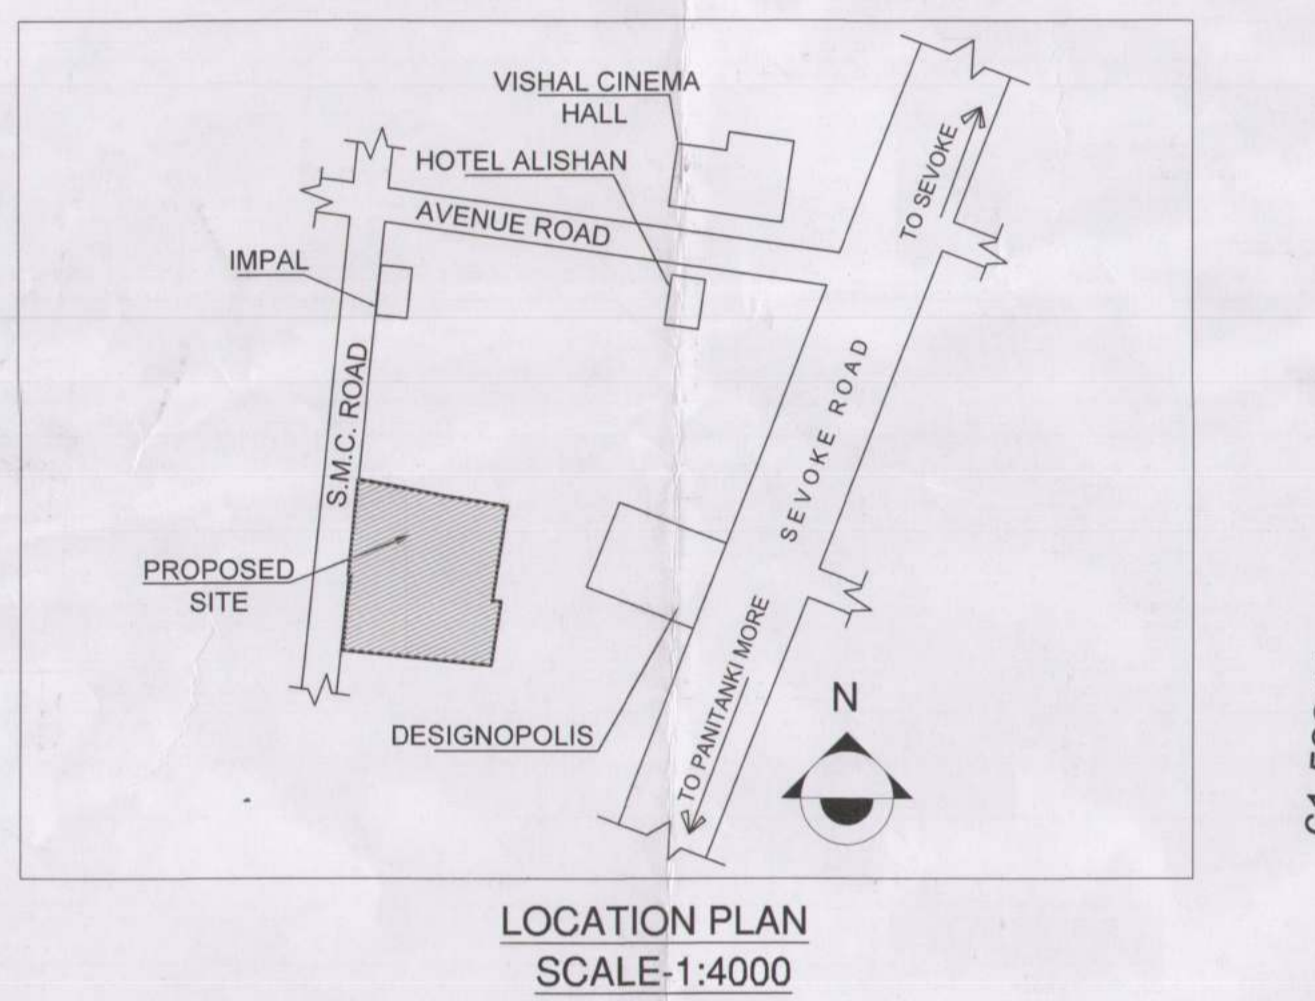 VISHAL CINEMA
HALL
HOTEL ALISHAN
AVENUE ROAD
TO SEVOKE
IMPAL
S.M.C. ROAD
SEVOKE ROAD
PROPOSED
SITE
TO PANITANKI MORE
DESIGNOPOLIS
N
LOCATION PLAN
SCALE-1:4000